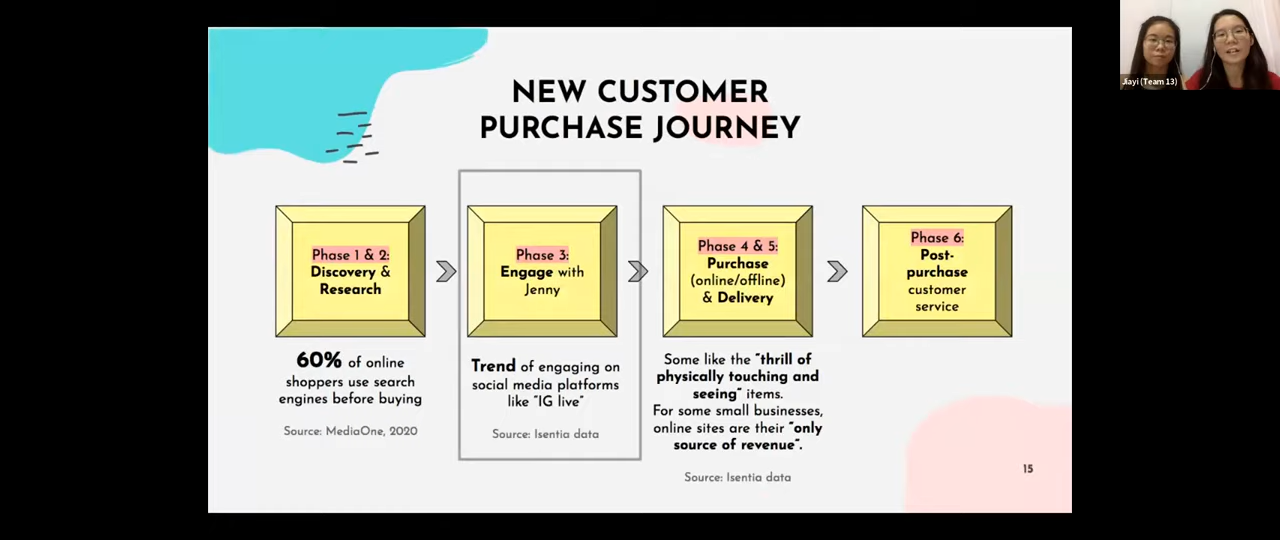 NEW CUSTOMER
PURCHASE JOURNEY
Phase 1 & 2:
Discovery &
Research
60% of online
shoppers use search
engines before buying
Source: MediaOne, 2020
Phase 3:
Engage with
Jenny
Trend of engaging on
social media platforms
like "IG live"
Source: Isentia data
Phase 4 & 5:
Purchase
(online/offline)
& Delivery
Some like the "thrill of
physically touching and
seeing" items.
For some small businesses,
online sites are their "only
source of revenue".
Source: Isentia data
Phase 6:
Post-
purchase
customer
service
15
Jiayi (Team 13)